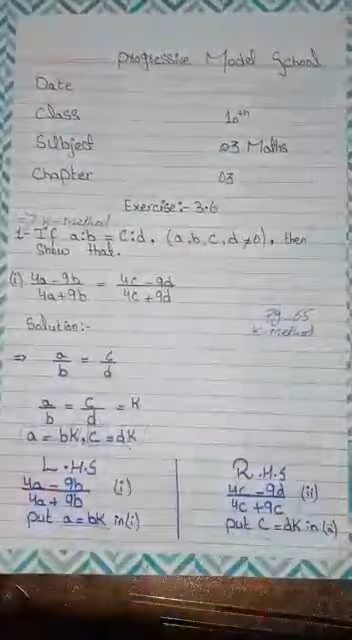 Progressive Model School
Date
Class 10th
Subject 03 Maths
Chapter 03
Exercise:- 3.6
=> K-Method
1- If a:b = C:d, (a,b,c,d ≠0), then
Show that.
(i) 4a-9b/4a+9b = 4c-9d/4c+9d
Pg 65
K-Method
Solution:-
=> a/b = c/d
a/b = c/d = K
a=bK, C=dK
L.H.S
4a-9b/4a+9b (i)
put a=bK in(i)
R.H.S
4c-9d/4c+9c (ii)
put C=dK in(ii)